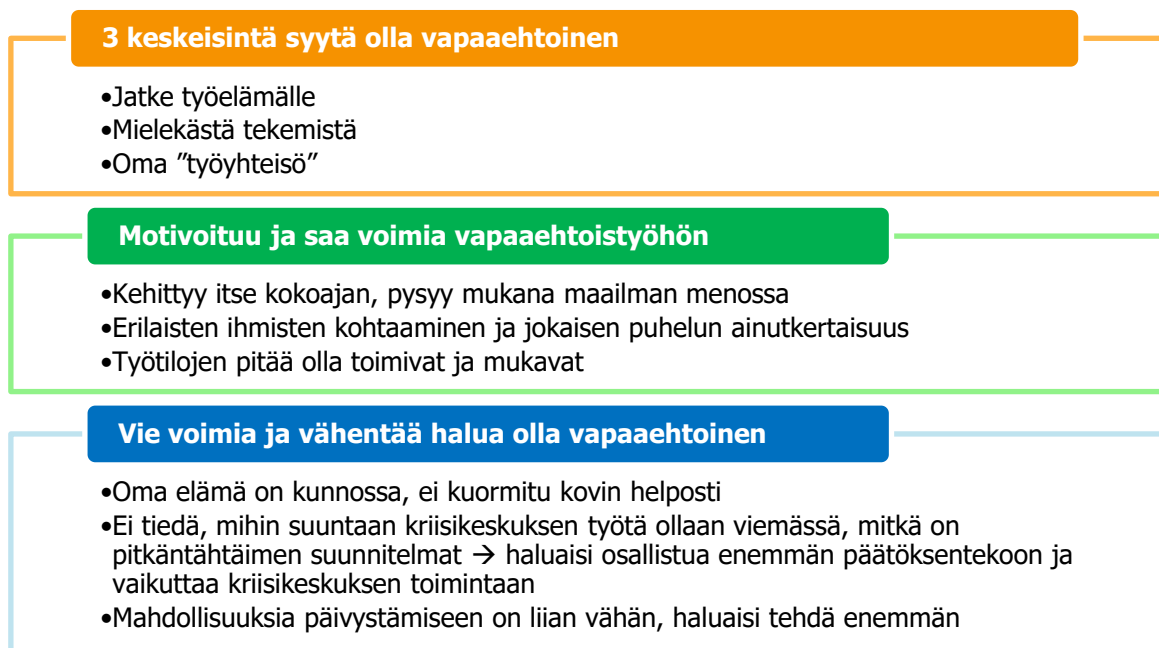 3 keskeisintä syytä olla vapaaehtoinen
•Jatke työelämälle
•Mielekästä tekemistä
•Oma ”työyhteisö”
Motivoituu ja saa voimia vapaaehtoistyöhön
•Kehittyy itse kokoajan, pysyy mukana maailman menossa
•Erilaisten ihmisten kohtaaminen ja jokaisen puhelun ainutkertaisuus
•Työtilojen pitää olla toimivat ja mukavat
Vie voimia ja vähentää halua olla vapaaehtoinen
•Oma elämä on kunnossa, ei kuormitu kovin helposti
•Ei tiedä, mihin suuntaan kriisikeskuksen työtä ollaan viemässä, mitkä on
pitkäntähtäimen suunnitelmat → haluaisi osallistua enemmän päätöksentekoon ja
vaikuttaa kriisikeskuksen toimintaan
•Mahdollisuuksia päivystämiseen on liian vähän, haluaisi tehdä enemmän